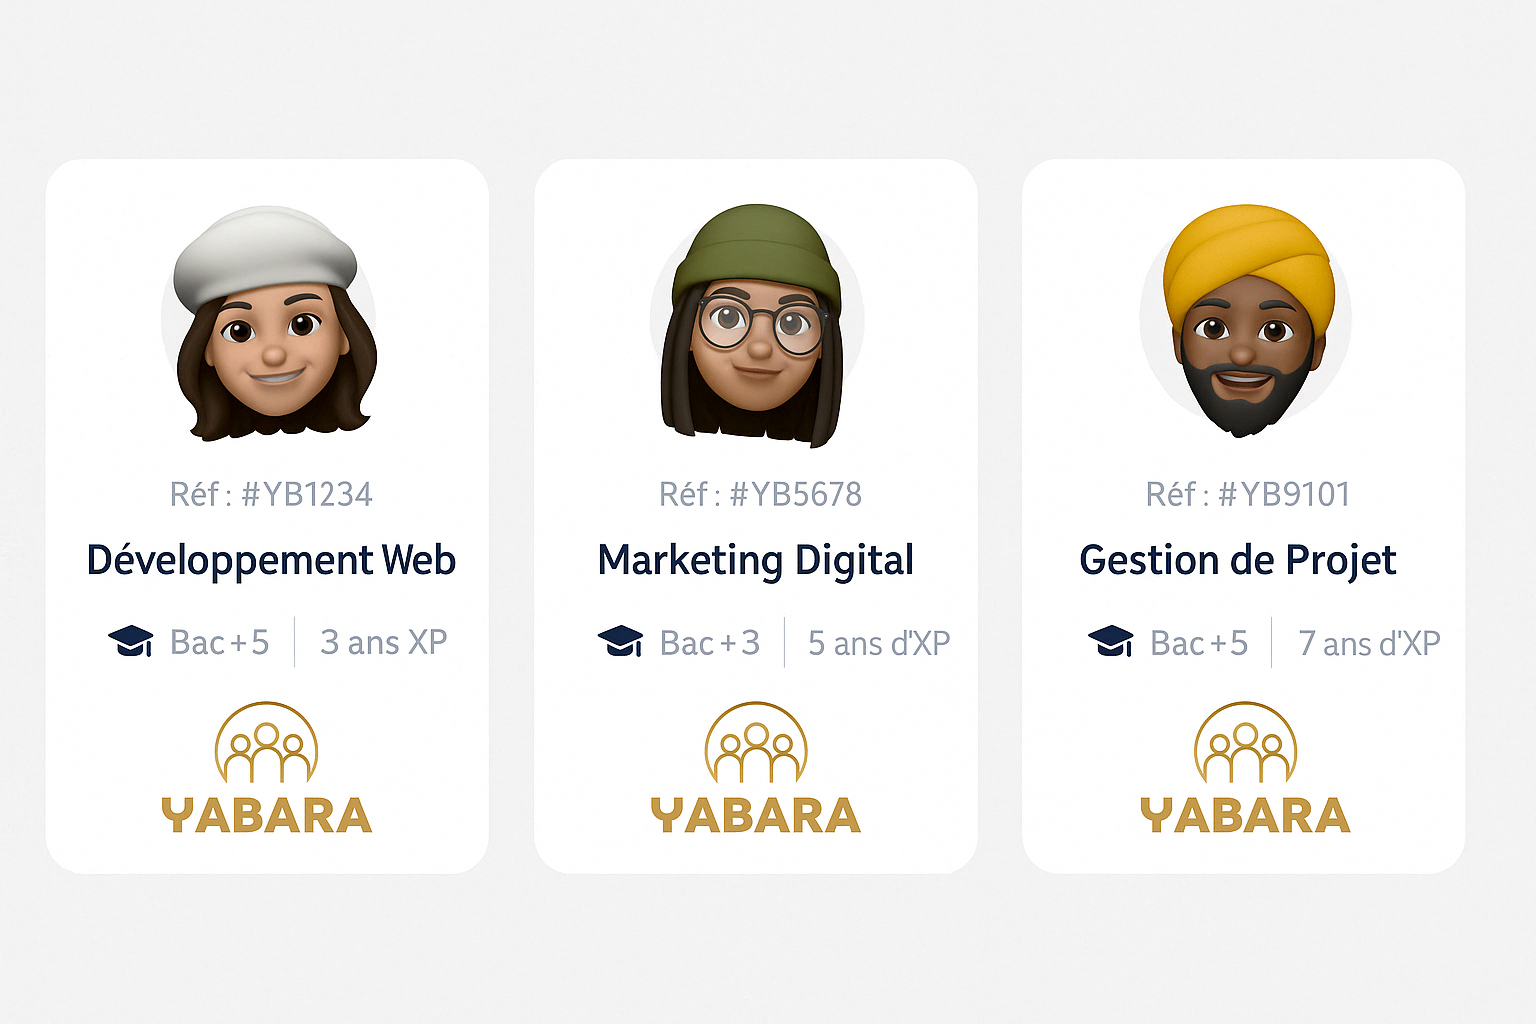 Réf : #YB1234
Développement Web
Bac+5 3 ans XP
YABARA
Réf : #YB5678
Marketing Digital
Bac+3 5 ans d'XP
YABARA
Réf : #YB9101
Gestion de Projet
Bac+5 7 ans d'XP
YABARA